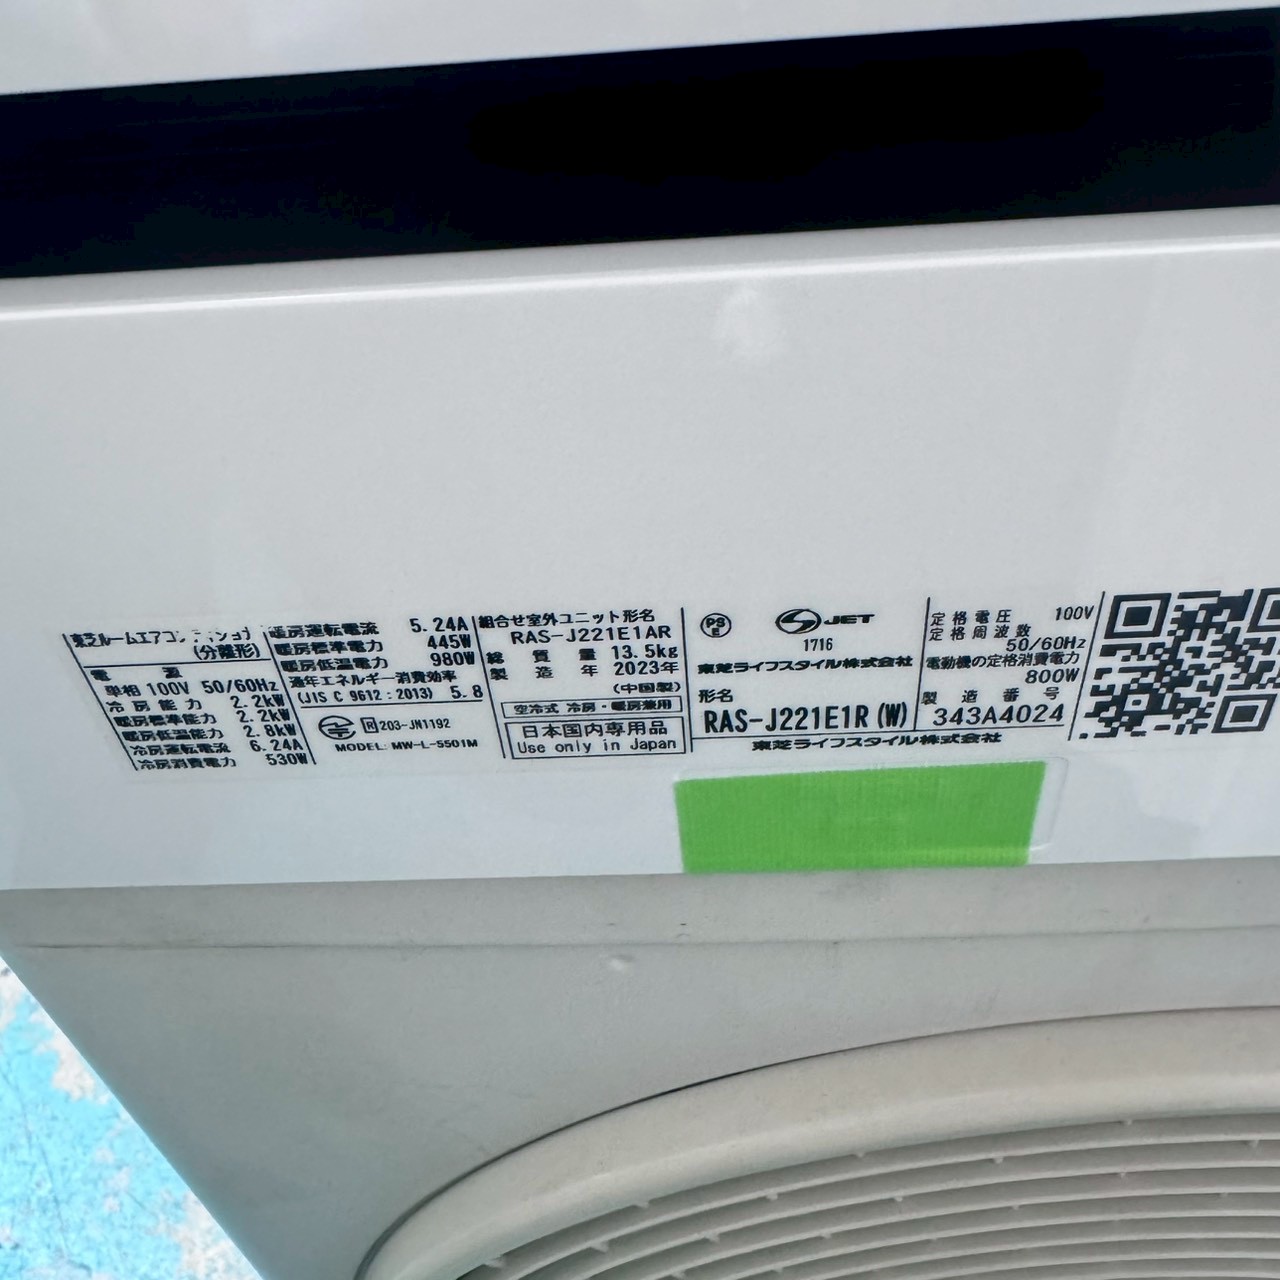 東芝ルームエアコンディショナ
(分離形)
電 源
単相 100V 50/60Hz
冷房能力 2.2kW
暖房標準能力 2.2kW
暖房低温能力 2.8kW
冷房運転電流 6.24A
冷房消費電力 530W
暖房運転電流 5.24A
暖房標準電力 445W
暖房低温電力 980W
通年エネルギー消費効率
(JIS C 9612:2013) 5.8
R 203-JN1192
MODEL: MW-L-5501M
組合せ室外ユニット形名
RAS-J221E1AR
総質量 13.5kg
製造年 2023年
(中国製)
空冷式 冷房・暖房兼用
日本国内専用品
Use only in Japan
PS
E
JET
1716
東芝ライフスタイル株式会社
形名
RAS-J221E1R(W)
東芝ライフスタイル株式会社
定格電圧 100V
定格周波数
50/60Hz
電動機の定格消費電力
800W
製造番号
343A4024